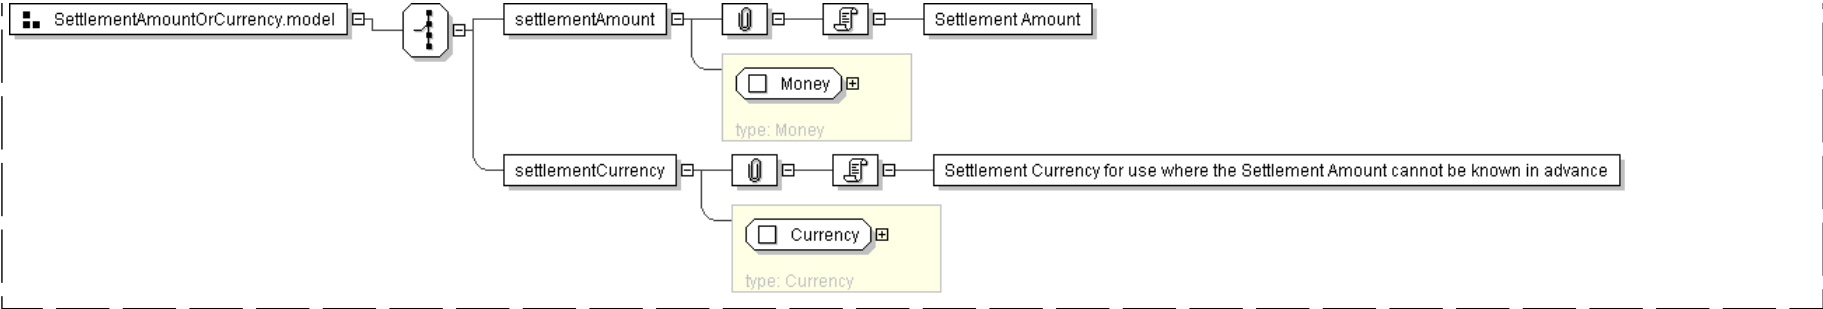 SettlementAmountOrCurrency.model
settlementAmount
Settlement Amount
Money
type: Money
settlementCurrency
Settlement Currency for use where the Settlement Amount cannot be known in advance
Currency
type: Currency